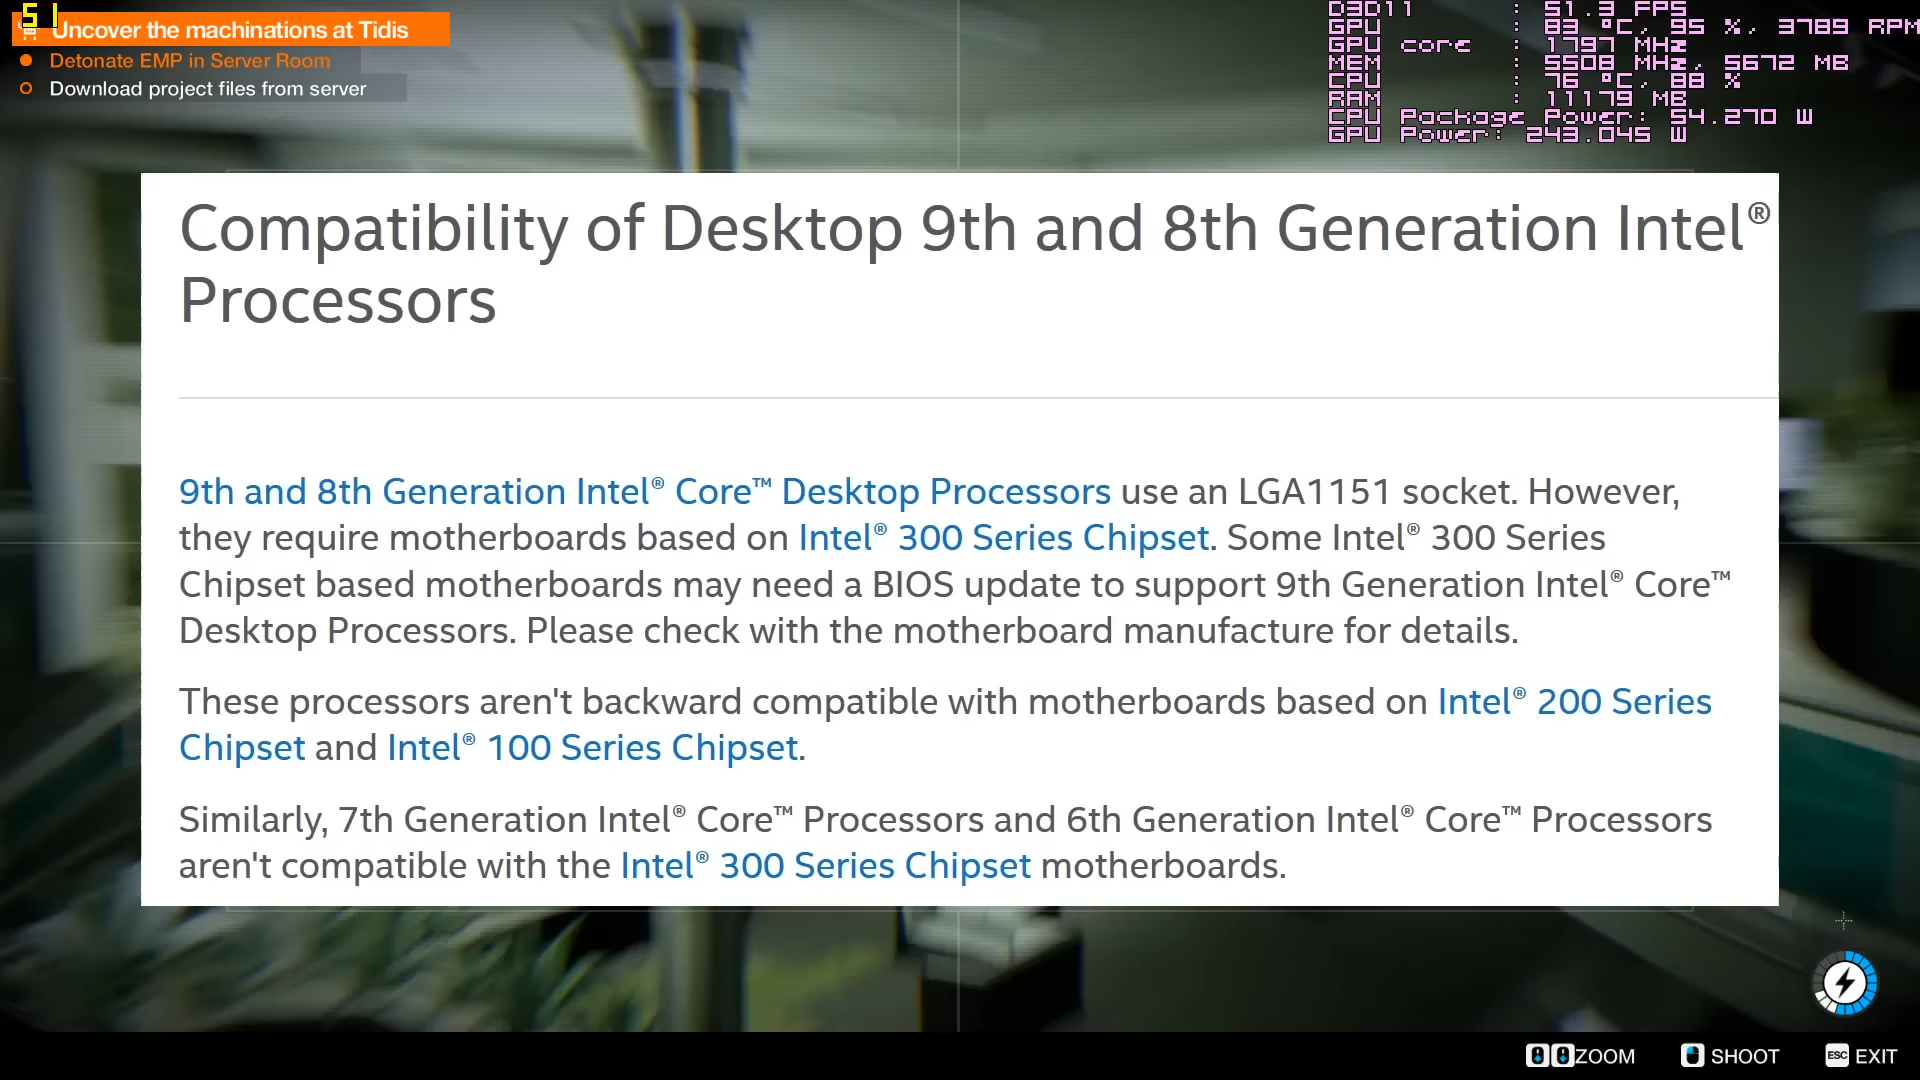 51
Uncover the machinations at Tidis
Detonate EMP in Server Room
Download project files from server
D3D11 : 51.3 FPS
GPU : 83 °C, 95 %, 3789 RPM
GPU core : 1797 MHz
MEM : 5508 MHz, 5672 MB
CPU : 76 °C, 88 %
RAM : 11179 MB
CPU Package Power: 54.270 W
GPU Power: 243.045 W
Compatibility of Desktop 9th and 8th Generation Intel®
Processors
9th and 8th Generation Intel® Core™ Desktop Processors use an LGA1151 socket. However,
they require motherboards based on Intel® 300 Series Chipset. Some Intel® 300 Series
Chipset based motherboards may need a BIOS update to support 9th Generation Intel® Core™
Desktop Processors. Please check with the motherboard manufacture for details.
These processors aren't backward compatible with motherboards based on Intel® 200 Series
Chipset and Intel® 100 Series Chipset.
Similarly, 7th Generation Intel® Core™ Processors and 6th Generation Intel® Core™ Processors
aren't compatible with the Intel® 300 Series Chipset motherboards.
ZOOM SHOOT ESC EXIT